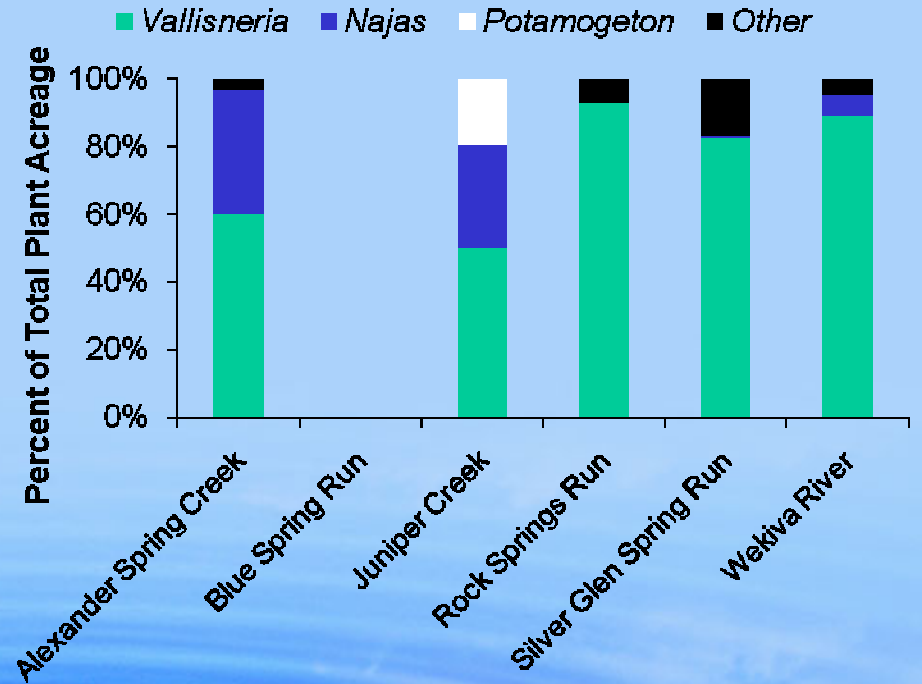 Vallisneria Najas Potamogeton Other
Percent of Total Plant Acreage
100%
80%
60%
40%
20%
0%
Alexander Spring Creek
Blue Spring Run
Juniper Creek
Rock Springs Run
Silver Glen Spring Run
Wekiva River